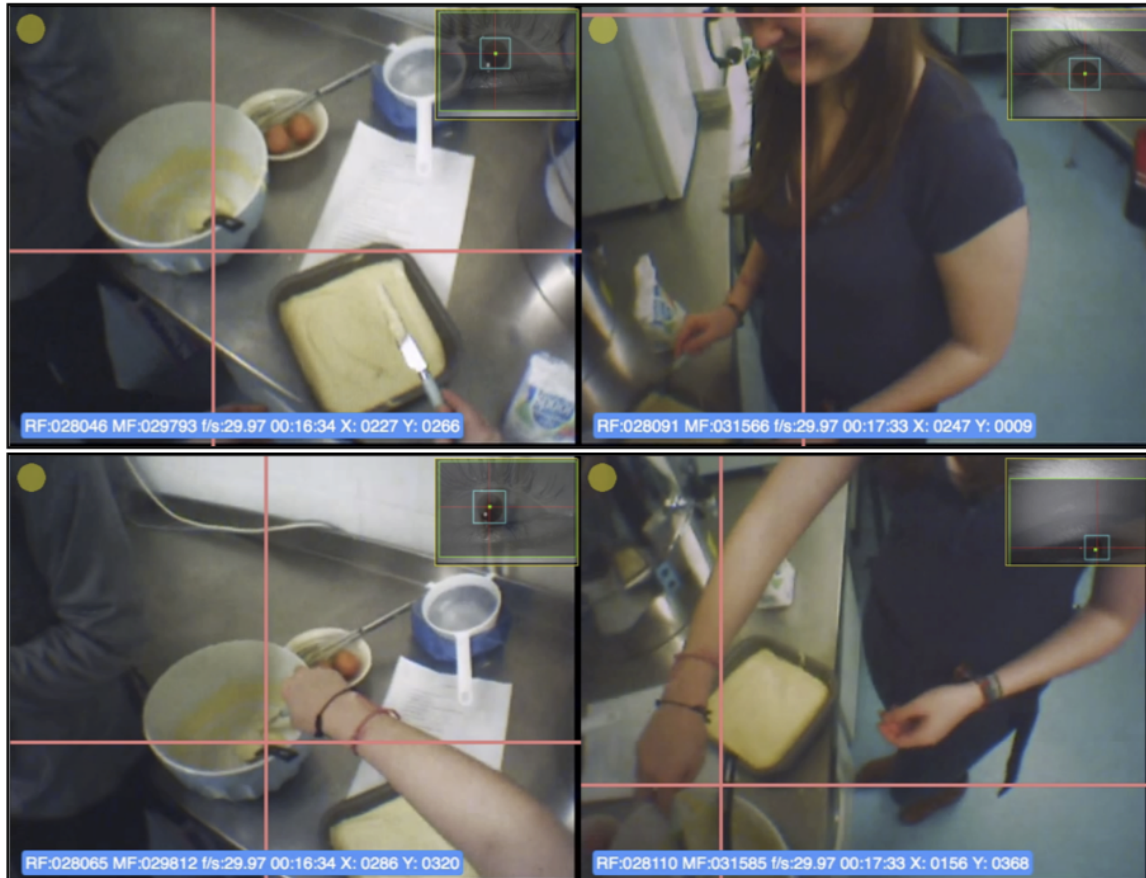 RF:028046 MF:029793 f/s:29.97 00:16:34 X: 0227 Y: 0266
RF:028091 MF:031566 f/s:29.97 00:17:33 X: 0247 Y: 0009
RF:028065 MF:029812 f/s:29.97 00:16:34 X: 0286 Y: 0320
RF:028110 MF:031585 f/s:29.97 00:17:33 X: 0156 Y: 0368